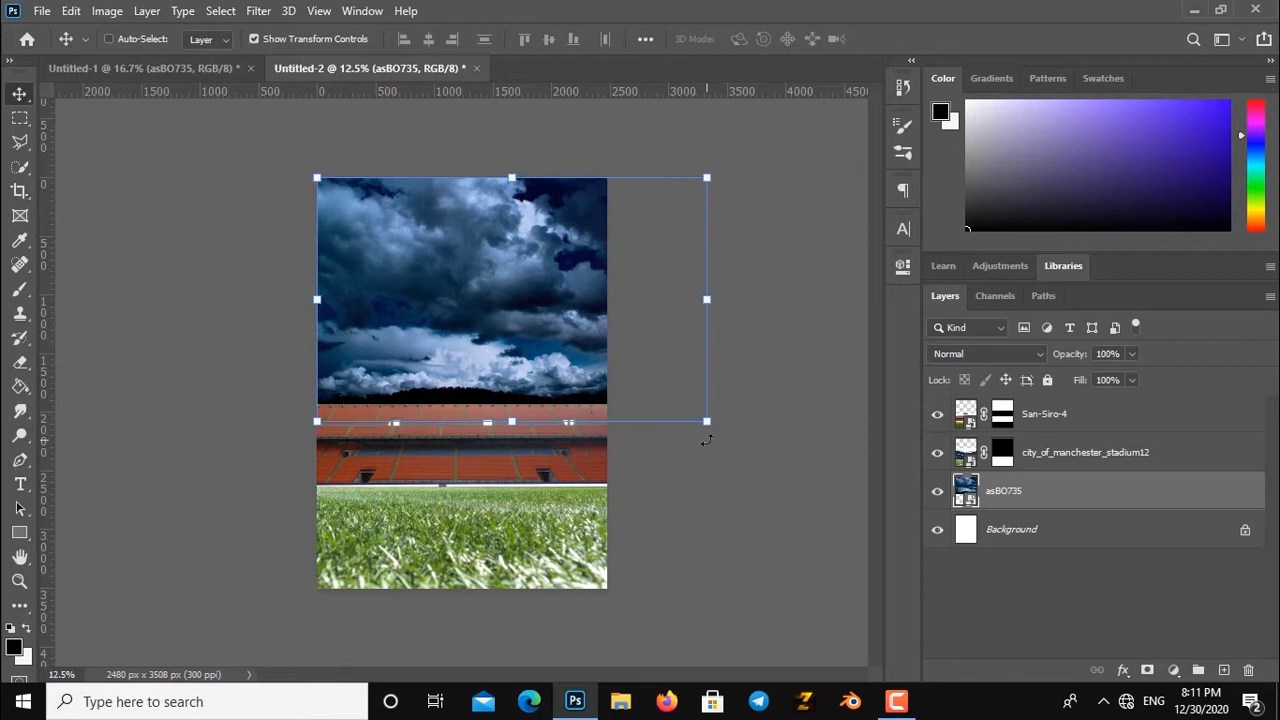 Ps File Edit Image Layer Type Select Filter 3D View Window Help
Auto-Select: Layer Show Transform Controls 3D Mode:
Untitled-1 @ 16.7% (asBO735, RGB/8) * Untitled-2 @ 12.5% (asBO735, RGB/8) *
2000 1500 1000 500 0 500 1000 1500 2000 2500 3000 3500 4000 4500
Color Gradients Patterns Swatches
Learn Adjustments Libraries
Layers Channels Paths
Kind
Normal Opacity: 100%
Lock: Fill: 100%
San-Siro-4
city_of_manchester_stadium12
asBO735
Background
12.5% 2480 px x 3508 px (300 ppi)
Type here to search
Ps
ENG
8:11 PM
12/30/2020
2